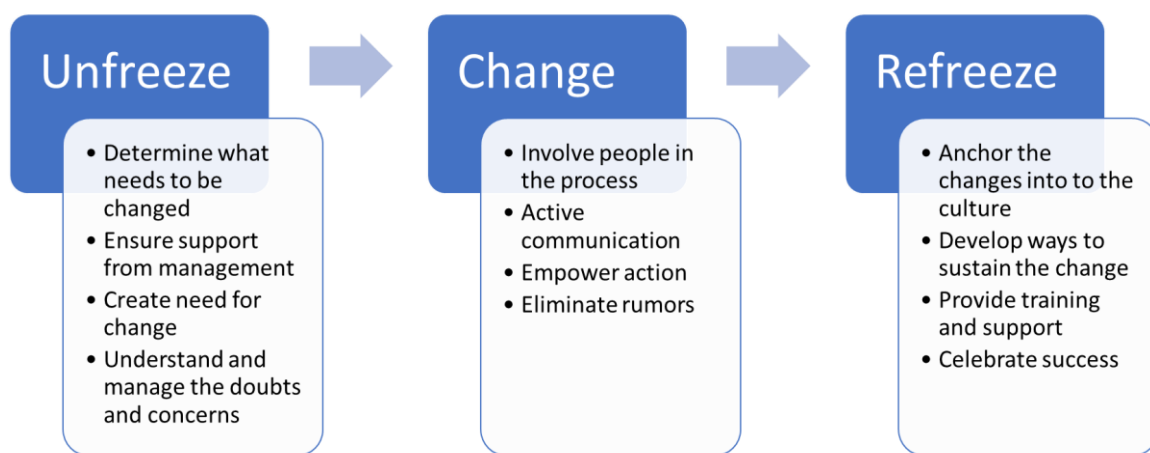 Unfreeze
• Determine what
needs to be
changed
• Ensure support
from management
• Create need for
change
• Understand and
manage the doubts
and concerns
Change
• Involve people in
the process
• Active
communication
• Empower action
• Eliminate rumors
Refreeze
• Anchor the
changes into to the
culture
• Develop ways to
sustain the change
• Provide training
and support
• Celebrate success